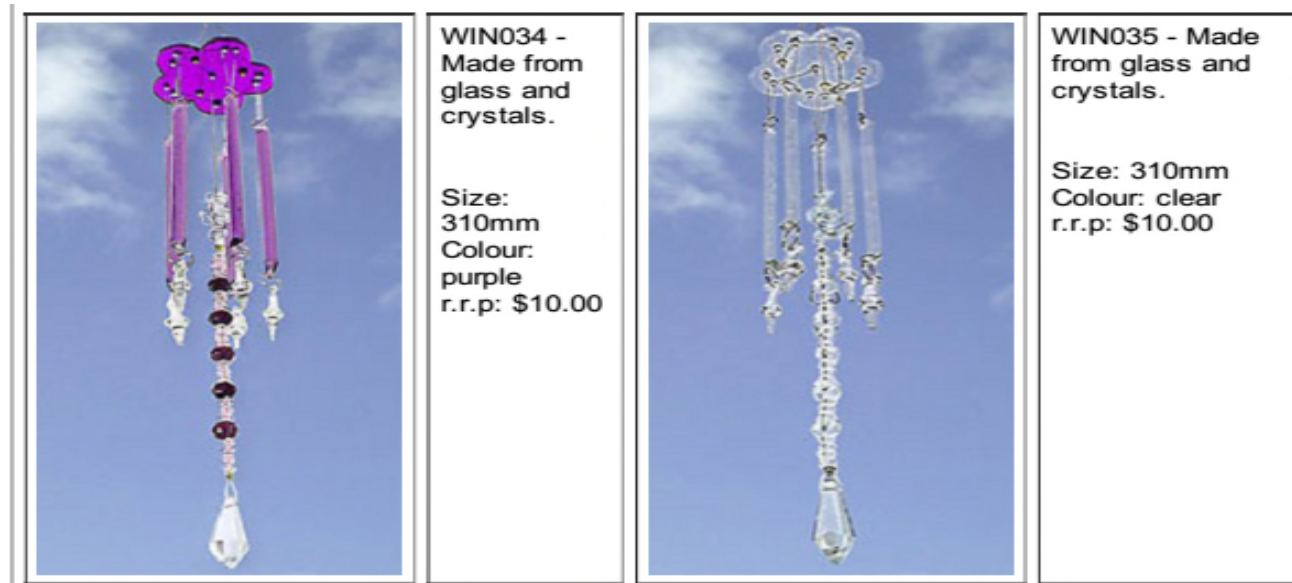 WIN034 -
Made from
glass and
crystals.
Size:
310mm
Colour:
purple
r.r.p: $10.00
WIN035 - Made
from glass and
crystals.
Size: 310mm
Colour: clear
r.r.p: $10.00